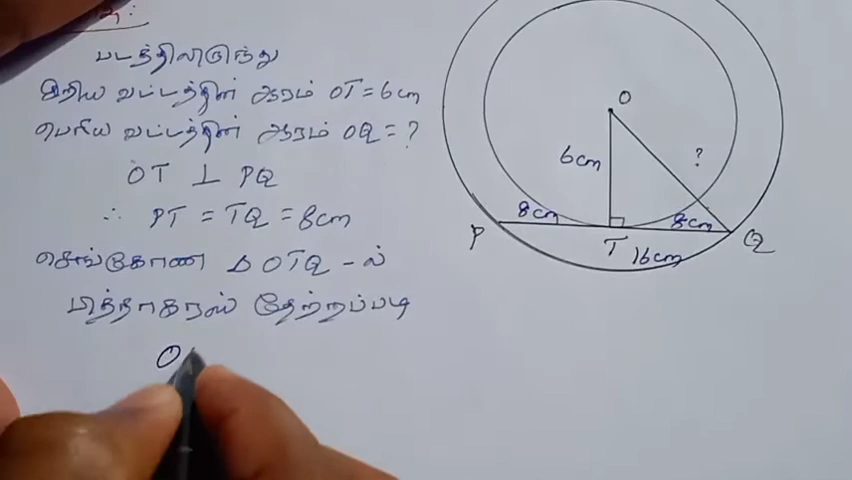 படத்திலிருந்து
சிறிய வட்டத்தின் ஆரம் OT = 6cm
பெரிய வட்டத்தின் ஆரம் OQ = ?
OT ⊥ PQ
∴ PT = TQ = 8cm
செங்கோண Δ OTQ - ல்
பித்தாகரஸ் தேற்றப்படி
O
O
6cm
?
8cm
8cm
P
T
16cm
Q